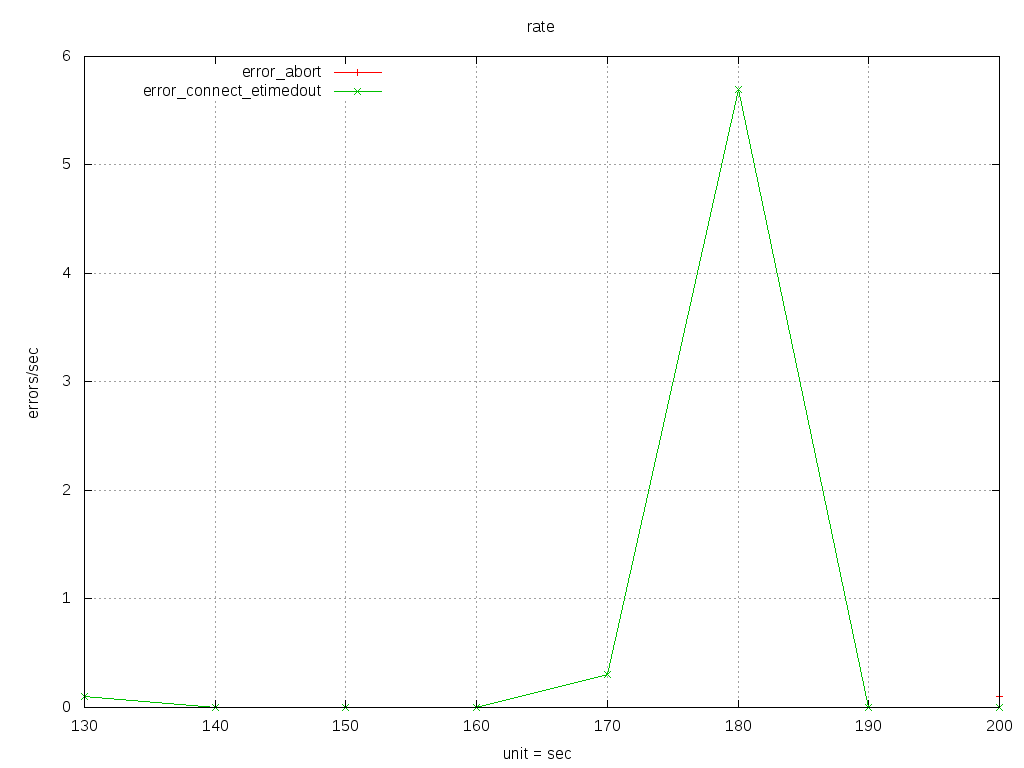 rate
error_abort
error_connect_etimedout
6
5
4
3
2
1
0
errors/sec
130 140 150 160 170 180 190 200
unit = sec